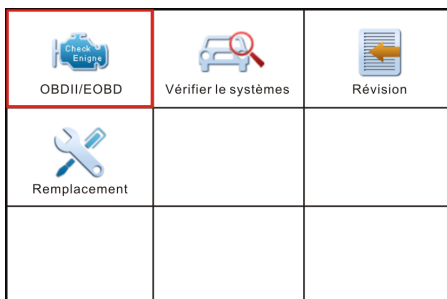 Check
Enigne
OBDII/EOBD
Vérifier le systèmes
Révision
Remplacement